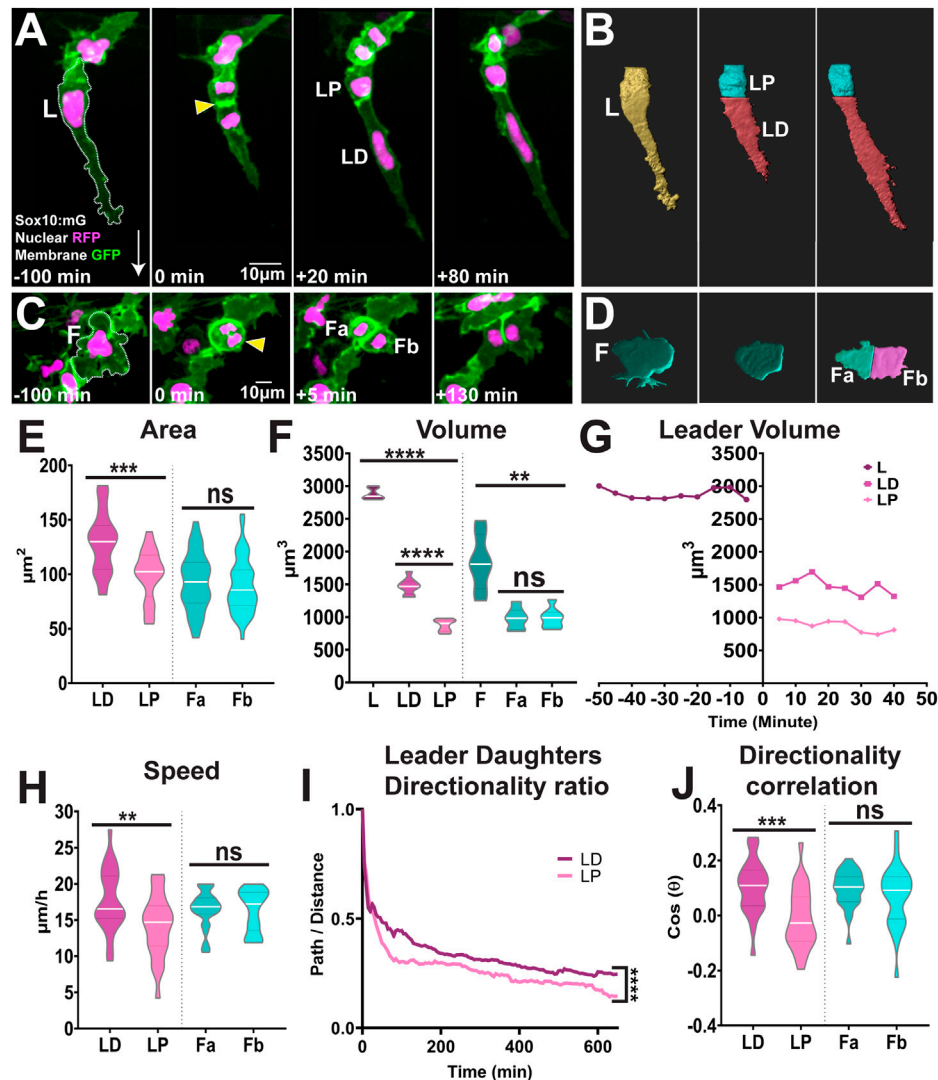 A
L
LP
LD
Sox10:mG
Nuclear RFP
Membrane GFP
-100 min
0 min
10µm
+20 min
+80 min
B
L
LP
LD
C
F
Fa
Fb
-100 min
0 min
10µm
+5 min
+130 min
D
F
Fa
Fb
E
Area
µm²
200
150
100
50
0
***
ns
LD
LP
Fa
Fb
F
Volume
µm³
3500
3000
2500
2000
1500
1000
500
0
****
**
****
ns
L
LD
LP
F
Fa
Fb
G
Leader Volume
L
LD
LP
µm³
3500
3000
2500
2000
1500
1000
500
-50 -40 -30 -20 -10 0 10 20 30 40 50
Time (Minute)
H
Speed
µm/h
30
25
20
15
10
5
0
**
ns
LD
LP
Fa
Fb
I
Leader Daughters
Directionality ratio
Path / Distance
1.0
0.5
0.0
LD
LP
****
0 200 400 600
Time (min)
J
Directionality
correlation
Cos (θ)
0.4
0.2
0.0
-0.2
-0.4
***
ns
LD
LP
Fa
Fb